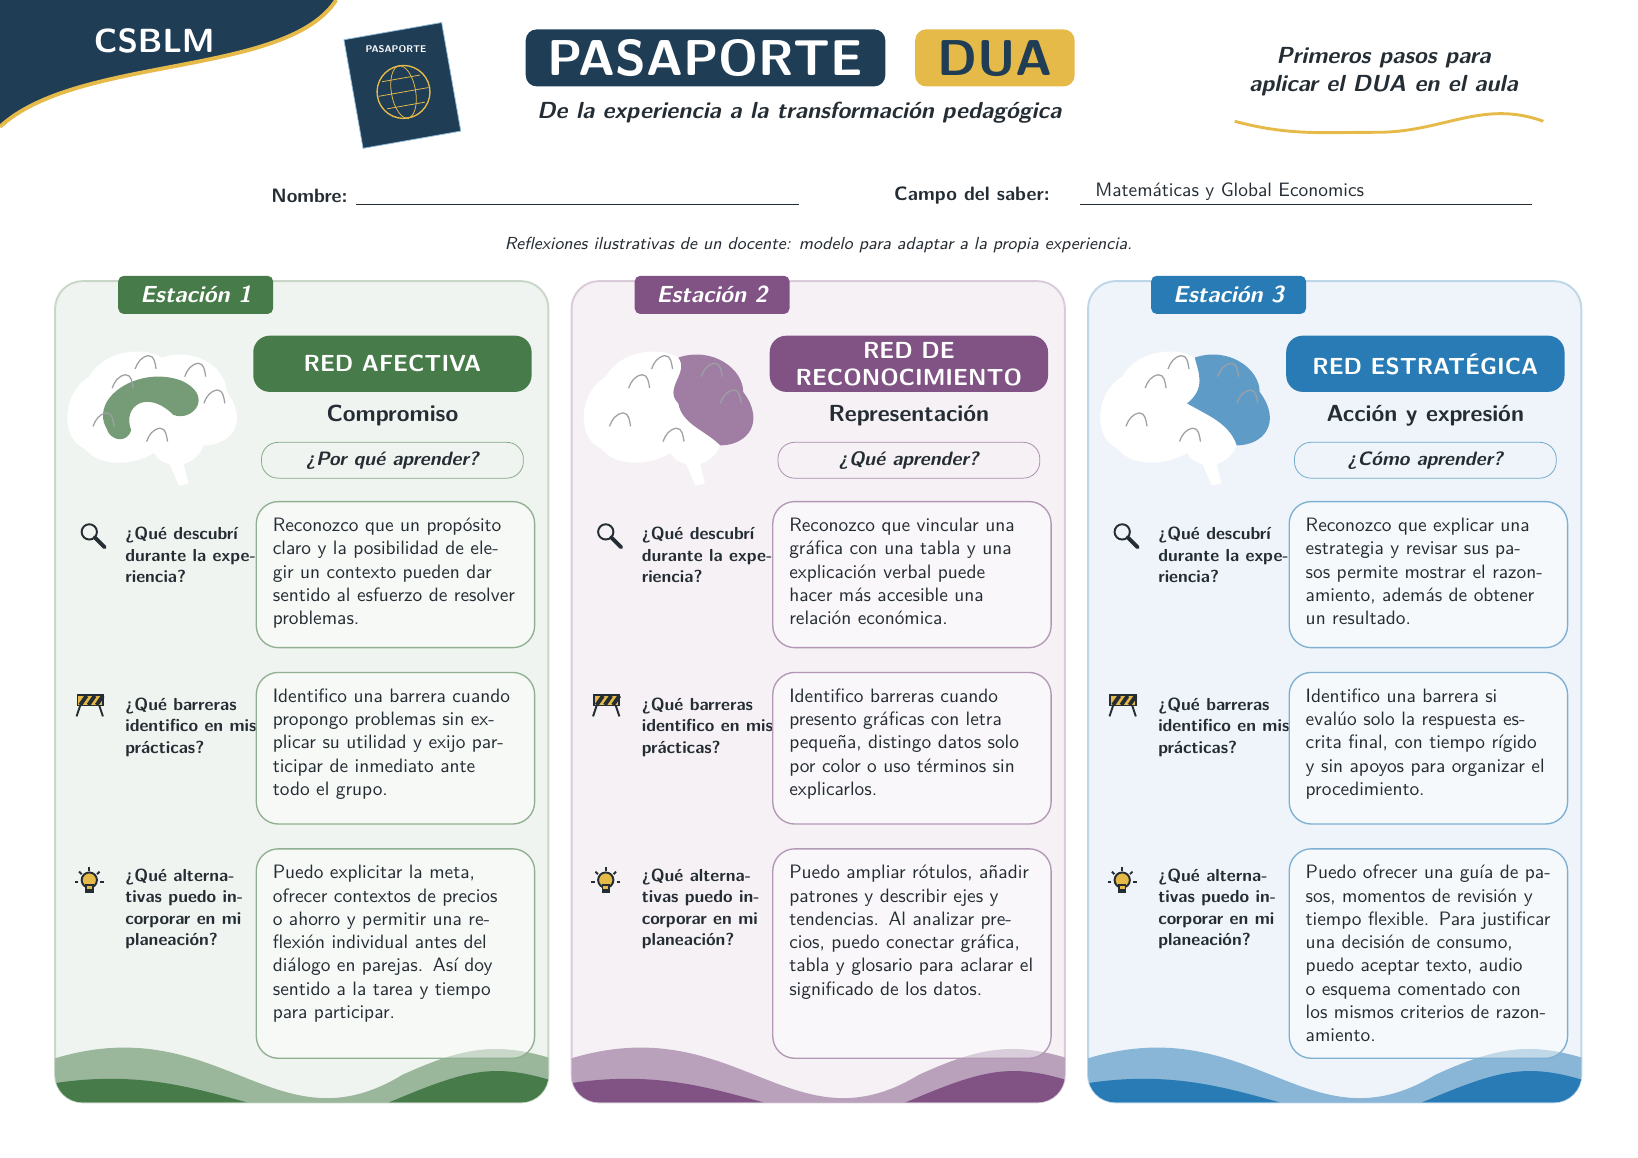 CSBLM
PASAPORTE
PASAPORTE DUA
De la experiencia a la transformación pedagógica
Primeros pasos para
aplicar el DUA en el aula
Nombre:
Campo del saber: Matemáticas y Global Economics
Reflexiones ilustrativas de un docente: modelo para adaptar a la propia experiencia.
Estación 1
RED AFECTIVA
Compromiso
¿Por qué aprender?
¿Qué descubrí
durante la expe-
riencia?
Reconozco que un propósito
claro y la posibilidad de ele-
gir un contexto pueden dar
sentido al esfuerzo de resolver
problemas.
¿Qué barreras
identifico en mis
prácticas?
Identifico una barrera cuando
propongo problemas sin ex-
plicar su utilidad y exijo par-
ticipar de inmediato ante
todo el grupo.
¿Qué alterna-
tivas puedo in-
corporar en mi
planeación?
Puedo explicitar la meta,
ofrecer contextos de precios
o ahorro y permitir una re-
flexión individual antes del
diálogo en parejas. Así doy
sentido a la tarea y tiempo
para participar.
Estación 2
RED DE
RECONOCIMIENTO
Representación
¿Qué aprender?
¿Qué descubrí
durante la expe-
riencia?
Reconozco que vincular una
gráfica con una tabla y una
explicación verbal puede
hacer más accesible una
relación económica.
¿Qué barreras
identifico en mis
prácticas?
Identifico barreras cuando
presento gráficas con letra
pequeña, distingo datos solo
por color o uso términos sin
explicarlos.
¿Qué alterna-
tivas puedo in-
corporar en mi
planeación?
Puedo ampliar rótulos, añadir
patrones y describir ejes y
tendencias. Al analizar pre-
cios, puedo conectar gráfica,
tabla y glosario para aclarar el
significado de los datos.
Estación 3
RED ESTRATÉGICA
Acción y expresión
¿Cómo aprender?
¿Qué descubrí
durante la expe-
riencia?
Reconozco que explicar una
estrategia y revisar sus pa-
sos permite mostrar el razon-
amiento, además de obtener
un resultado.
¿Qué barreras
identifico en mis
prácticas?
Identifico una barrera si
evalúo solo la respuesta es-
crita final, con tiempo rígido
y sin apoyos para organizar el
procedimiento.
¿Qué alterna-
tivas puedo in-
corporar en mi
planeación?
Puedo ofrecer una guía de pa-
sos, momentos de revisión y
tiempo flexible. Para justificar
una decisión de consumo,
puedo aceptar texto, audio
o esquema comentado con
los mismos criterios de razon-
amiento.